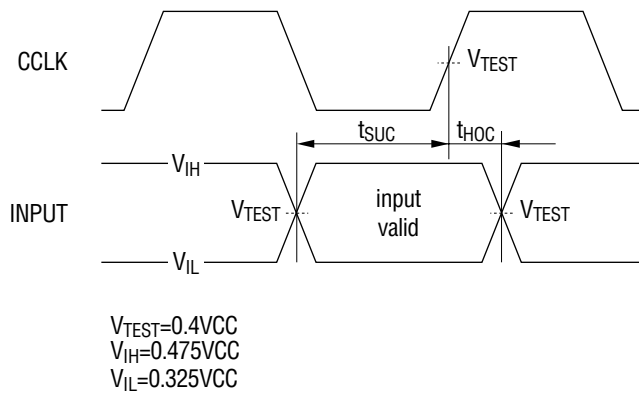 CCLK
VTEST
tSUC
tHOC
VIH
INPUT
VTEST
input
valid
VTEST
VIL
VTEST=0.4VCC
VIH=0.475VCC
VIL=0.325VCC